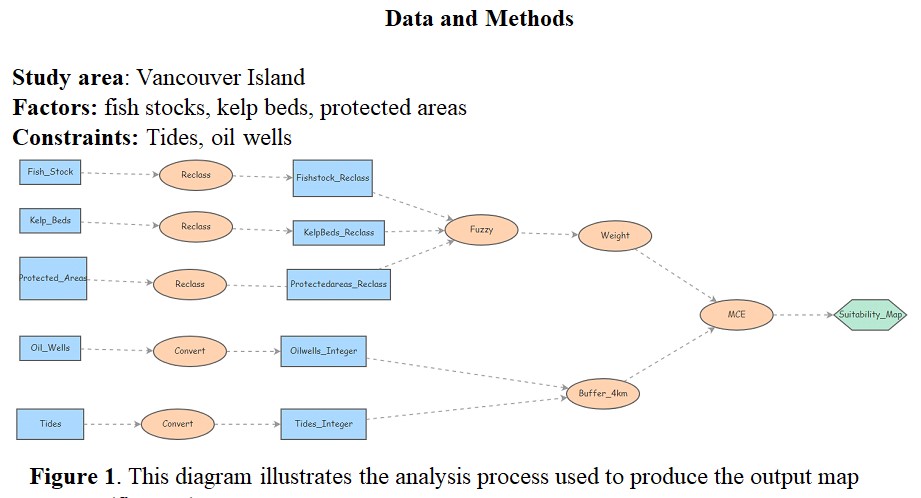 Data and Methods
Study area: Vancouver Island
Factors: fish stocks, kelp beds, protected areas
Constraints: Tides, oil wells
Fish_Stock
Reclass
Fishstock_Reclass
Kelp_Beds
Reclass
KelpBeds_Reclass
Fuzzy
Weight
Protected_Areas
Reclass
Protectedareas_Reclass
MCE
Suitability_Map
Oil_Wells
Convert
Oilwells_Integer
Buffer_4km
Tides
Convert
Tides_Integer
Figure 1. This diagram illustrates the analysis process used to produce the output map